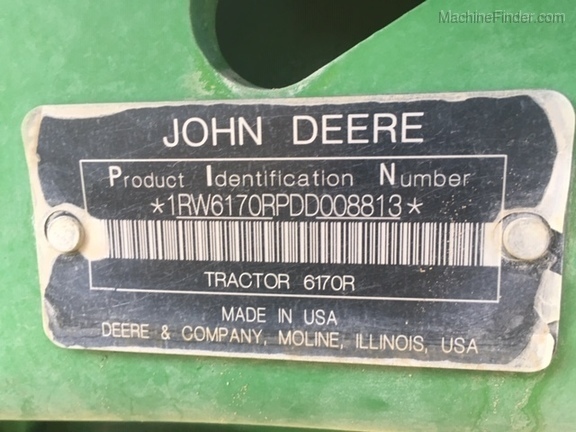 MachineFinder.com
JOHN DEERE
Product Identification Number
*1RW6170RPDD008813*
TRACTOR 6170R
MADE IN USA
DEERE & COMPANY, MOLINE, ILLINOIS, USA